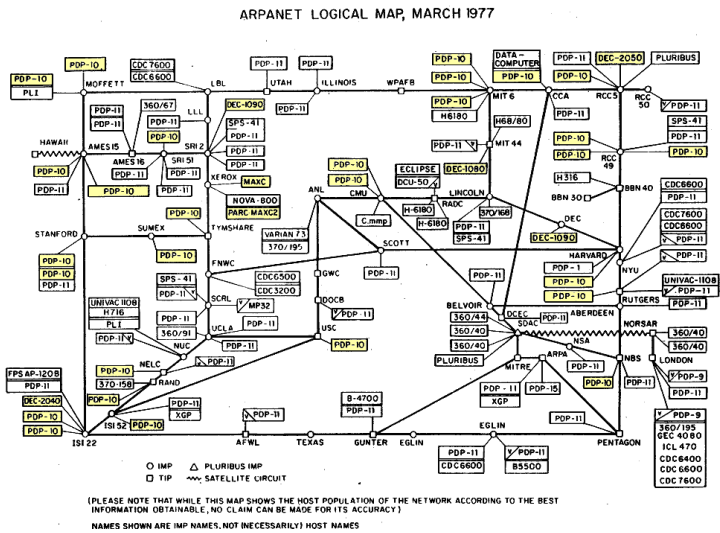 ARPANET LOGICAL MAP, MARCH 1977
PDP-10
PDP-10
PLI
MOFFETT
CDC7600
CDC6600
LBL
PDP-11
UTAH
PDP-11
ILLINOIS
WPAFB
PDP-10
PDP-10
PDP-10
H6180
MIT 6
DATA-
COMPUTER
PDP-10
CCA
PDP-11
PDP-11
PDP-10
DEC-2050
PLURIBUS
RCC5
RCC
50
PDP-11
SPS-41
PDP-11
PDP-11
LLL
PDP-11
DEC-1090
SPS-41
PDP-11
PDP-11
PDP-11
SRI 2
PDP-11
PDP-11
360/67
PDP-11
PDP-10
HAWAII
AMES15
AMES 16
SRI 51
PDP-11
PDP-11
PDP-10
PDP-11
PDP-10
H68/80
PDP-11
MIT 44
DEC-1080
PDP-10
PDP-10
RCC
49
XEROX
MAXC
NOVA-800
PARC MAXC2
ANL
PDP-10
PDP-10
CMU
C.mmp
ECLIPSE
DCU-50
RADC
H-6180
H-6180
LINCOLN
370/168
PDP-11
SPS-41
H316
BBN 30
BBN 40
CDC6600
PDP-11
CDC7600
CDC6600
PDP-11
PDP-11
DEC
DEC-1090
STANFORD
SUMEX
PDP-10
PDP-10
TYMSHARE
PDP-10
PDP-10
PDP-11
VARIAN 73
370/195
SCOTT
PDP-11
HARVARD
PDP-1
PDP-10
PDP-10
NYU
UNIVAC-1108
PDP-11
RUTGERS
PDP-11
FNWC
CDC6500
CDC3200
GWC
SPS-41
PDP-11
SCRL
MP32
PDP-11
DOCB
PDP-11
PDP-11
BELVOIR
ABERDEEN
UNIVAC 1108
H716
PLI
PDP-11
360/91
UCLA
PDP-11
PDP-11
USC
PDP-10
360/44
360/40
360/40
PLURIBUS
DCEC
PDP-11
SDAC
NORSAR
360/40
360/40
LONDON
NSA
PDP-11
NBS
PDP-10
PDP-11
NUC
NELC
PDP-10
PDP-11
370-158
RAND
PDP-10
MITRE
ARPA
PDP-11
XGP
PDP-15
PDP-9
PDP-11
PDP-9
360/195
GEC 4080
ICL 470
CDC6400
CDC6600
CDC7600
FPS AP-120B
PDP-11
DEC-2040
PDP-10
PDP-10
ISI 22
ISI 52
PDP-10
PDP-11
XGP
PDP-11
AFWL
TEXAS
B-4700
PDP-11
GUNTER
EGLIN
EGLIN
PDP-11
CDC6600
PDP-11
B5500
PDP-11
PENTAGON
IMP
PLURIBUS IMP
TIP
SATELLITE CIRCUIT
(PLEASE NOTE THAT WHILE THIS MAP SHOWS THE HOST POPULATION OF THE NETWORK ACCORDING TO THE BEST
INFORMATION OBTAINABLE, NO CLAIM CAN BE MADE FOR ITS ACCURACY)
NAMES SHOWN ARE IMP NAMES, NOT (NECESSARILY) HOST NAMES